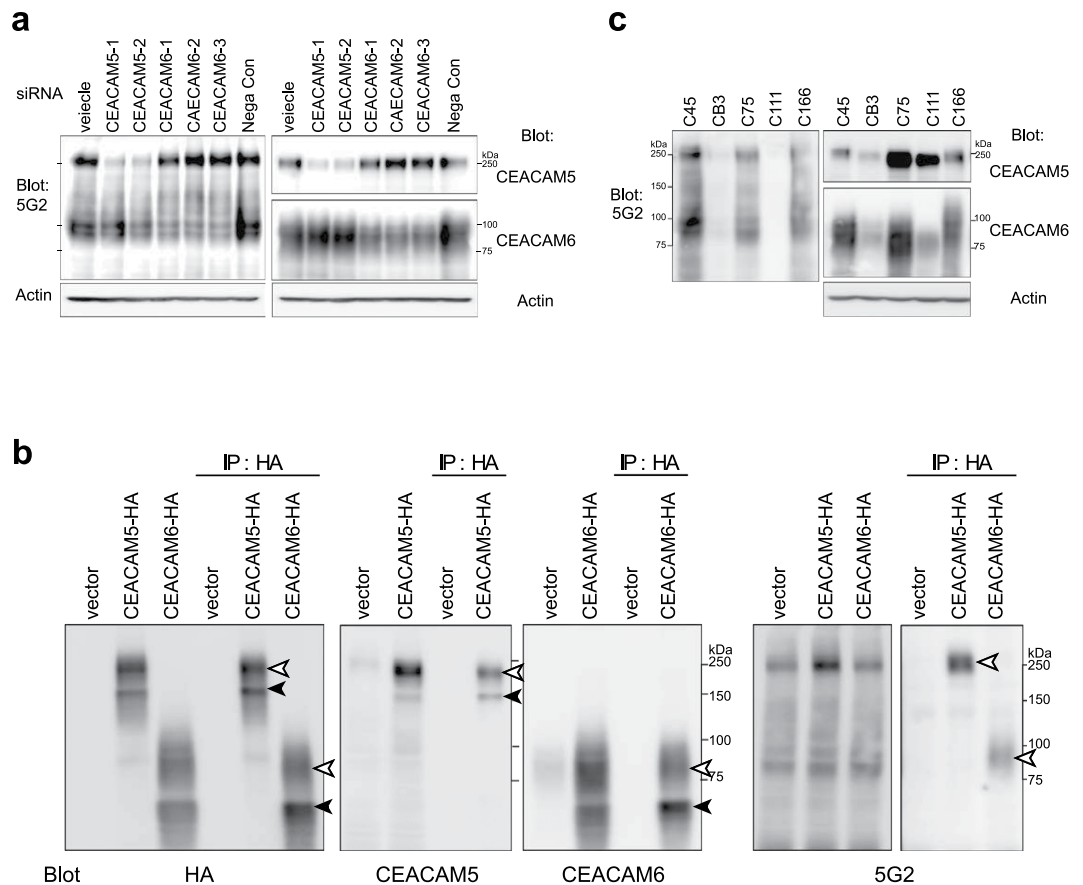 a
siRNA
veiecle
CEACAM5-1
CEACAM5-2
CEACAM6-1
CAECAM6-2
CEACAM6-3
Nega Con
veiecle
CEACAM5-1
CEACAM5-2
CEACAM6-1
CEACAM6-2
CEACAM6-3
Nega Con
Blot:
5G2
kDa
250
100
75
Blot:
CEACAM5
CEACAM6
Actin
Actin
c
C45
CB3
C75
C111
C166
C45
CB3
C75
C111
C166
Blot:
5G2
kDa
250
150
100
75
kDa
250
100
75
Blot:
CEACAM5
CEACAM6
Actin
b
IP : HA
IP : HA
IP : HA
IP : HA
vector
CEACAM5-HA
CEACAM6-HA
vector
CEACAM5-HA
CEACAM6-HA
vector
CEACAM5-HA
vector
CEACAM5-HA
vector
CEACAM6-HA
vector
CEACAM6-HA
vector
CEACAM5-HA
CEACAM6-HA
vector
CEACAM5-HA
CEACAM6-HA
kDa
250
150
100
75
kDa
250
150
100
75
Blot
HA
CEACAM5
CEACAM6
5G2